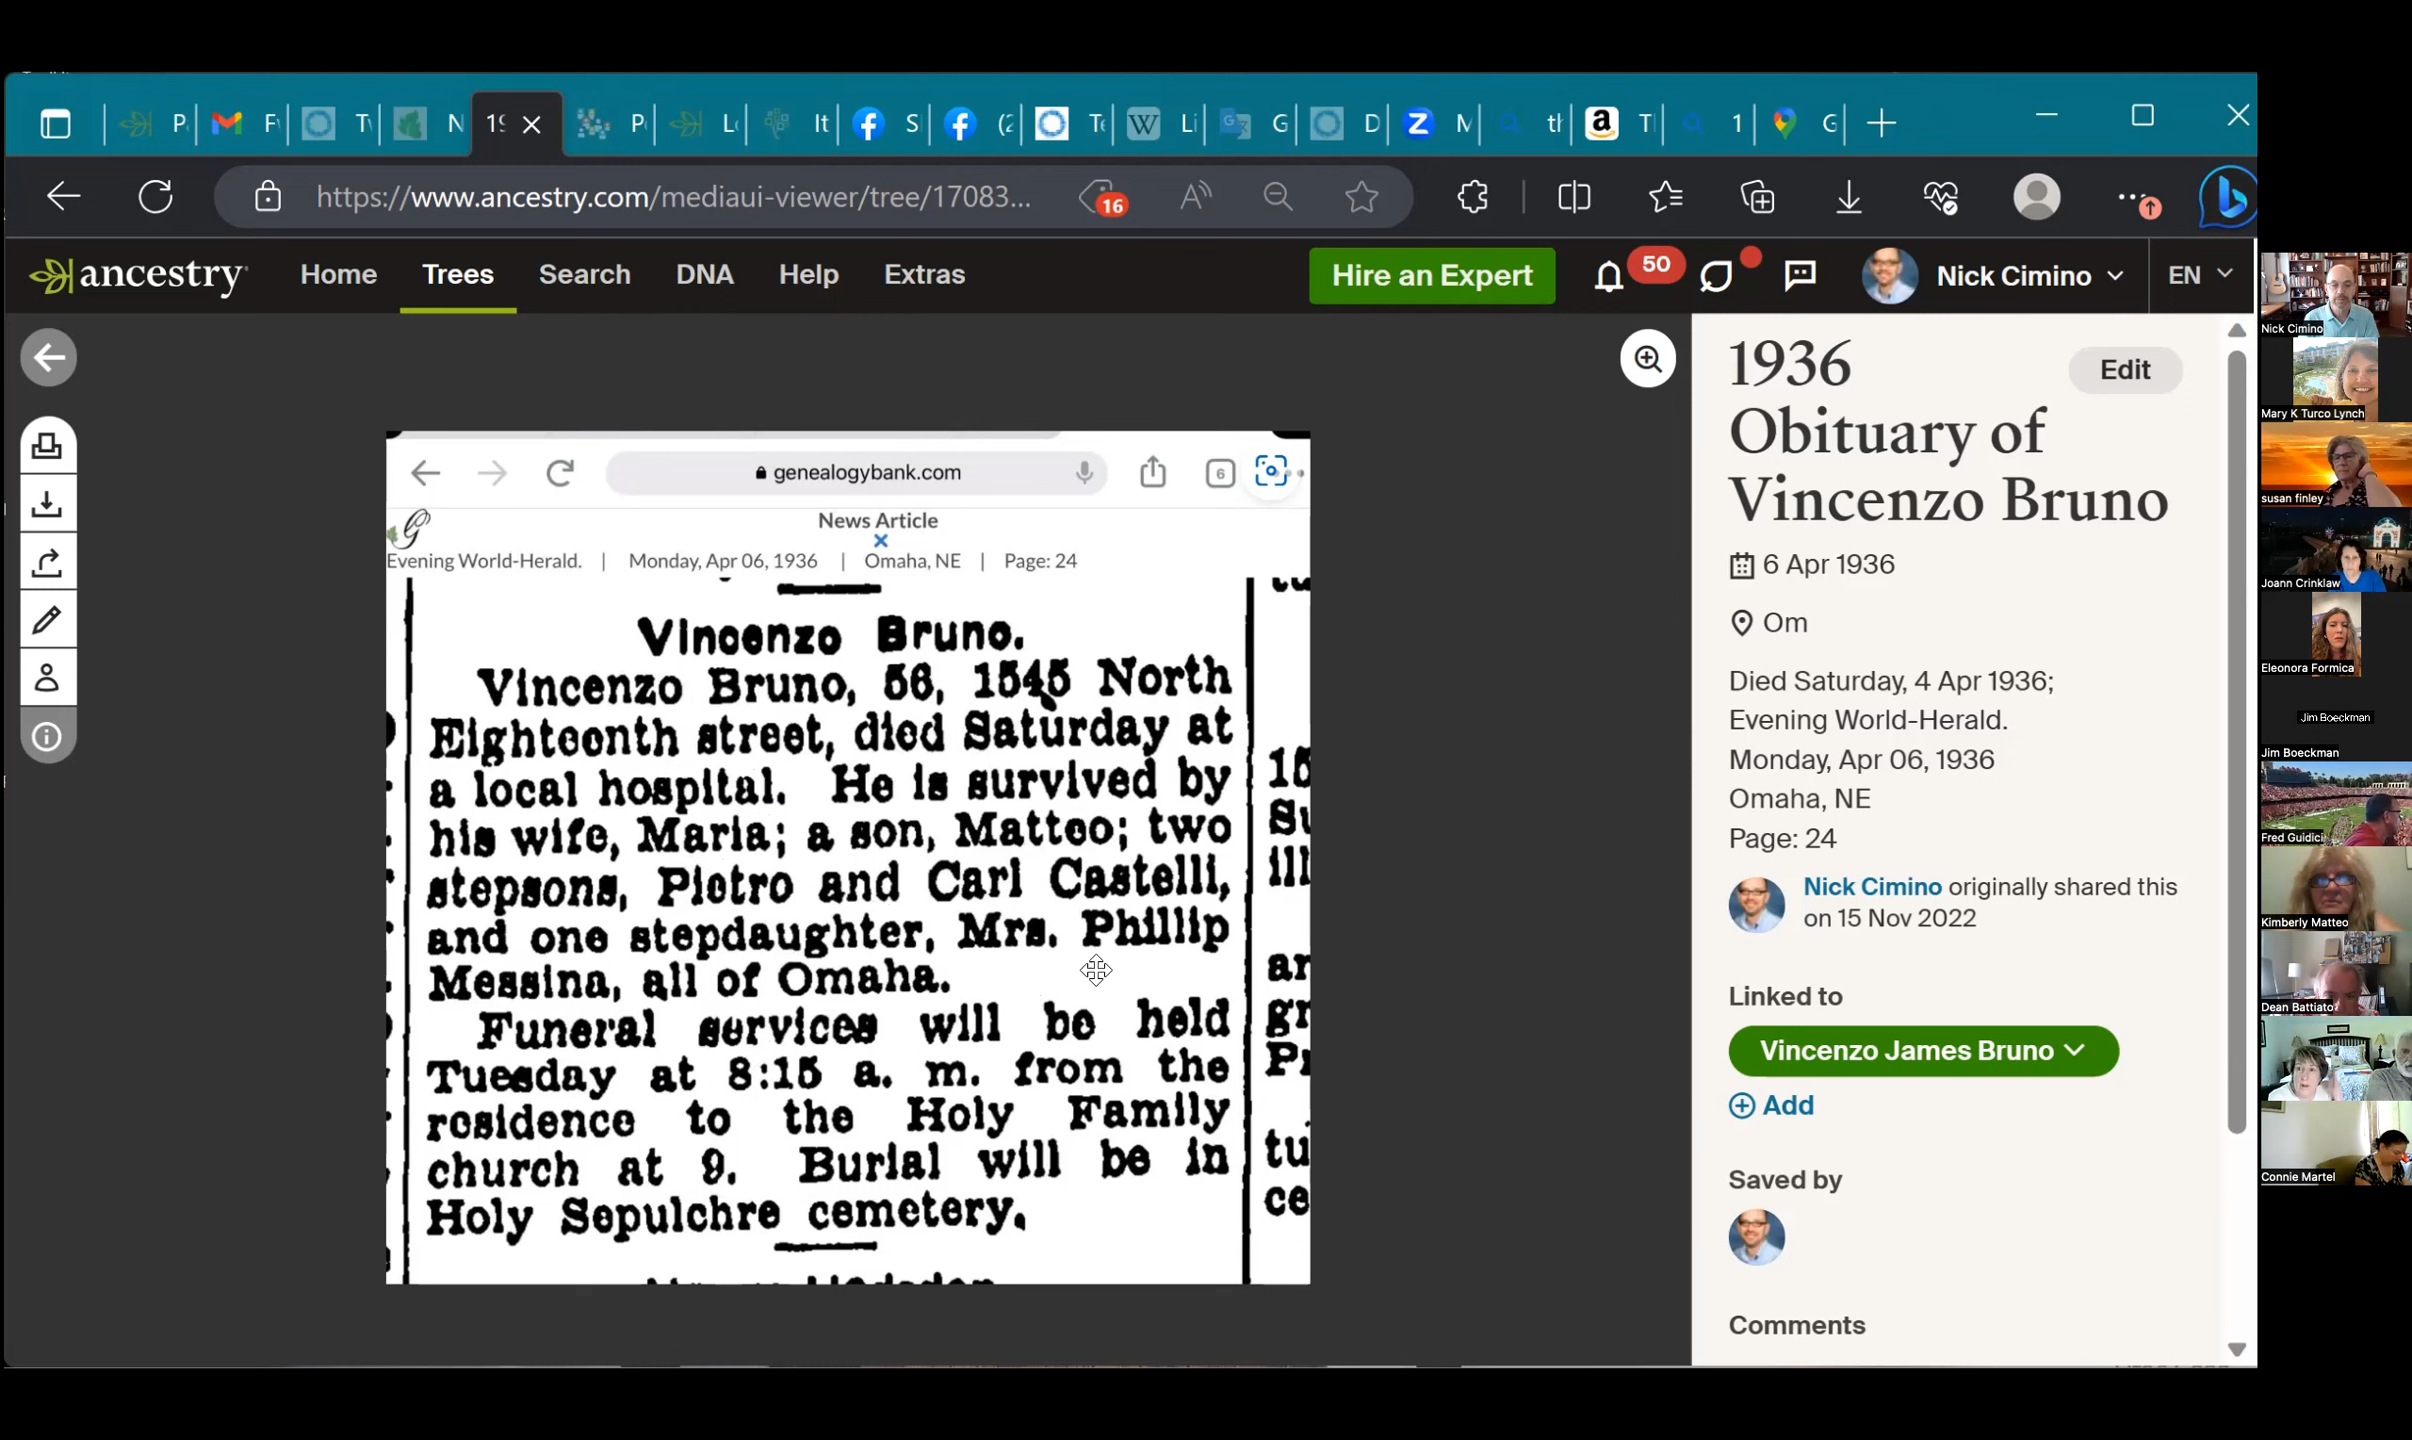 P
F
T
N
19
P
L
It
S
(2
T
Li
G
D
M
th
T
1
G
https://www.ancestry.com/mediaui-viewer/tree/17083...
16
ancestry
Home
Trees
Search
DNA
Help
Extras
Hire an Expert
50
Nick Cimino
EN
genealogybank.com
6
News Article
Evening World-Herald. | Monday, Apr 06, 1936 | Omaha, NE | Page: 24
Vincenzo Bruno.
Vincenzo Bruno, 56, 1545 North
Eighteenth street, died Saturday at
a local hospital. He is survived by
his wife, Maria; a son, Matteo; two
stepsons, Pietro and Carl Castelli,
and one stepdaughter, Mrs. Phillip
Messina, all of Omaha.
Funeral services will be held
Tuesday at 8:15 a. m. from the
residence to the Holy Family
church at 9. Burial will be in
Holy Sepulchre cemetery.
1936
Obituary of
Vincenzo Bruno
Edit
6 Apr 1936
Om
Died Saturday, 4 Apr 1936;
Evening World-Herald.
Monday, Apr 06, 1936
Omaha, NE
Page: 24
Nick Cimino originally shared this
on 15 Nov 2022
Linked to
Vincenzo James Bruno
Add
Saved by
Comments
Nick Cimino
Mary K Turco Lynch
susan finley
Joann Crinklaw
Eleonora Formica
Jim Boeckman
Jim Boeckman
Fred Guidici
Kimberly Matteo
Dean Battiato
Connie Martel